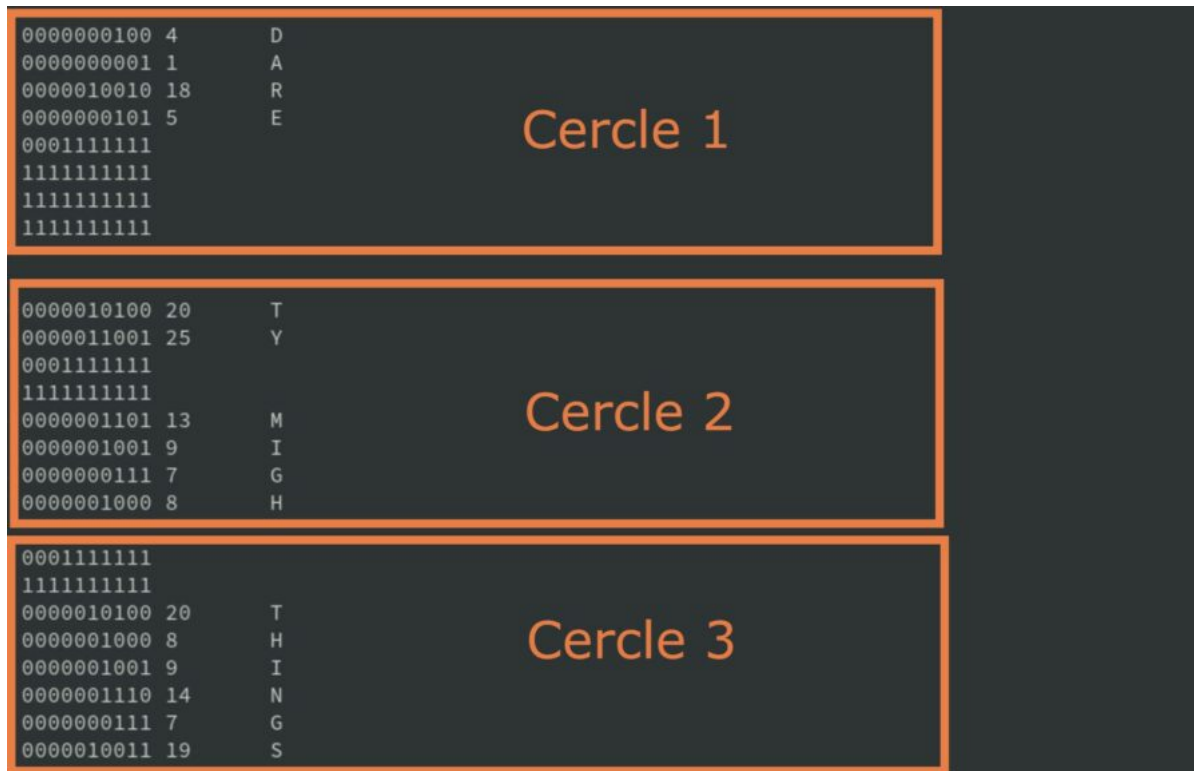 0000000100 4 D
0000000001 1 A
0000010010 18 R
0000000101 5 E
0001111111
1111111111
1111111111
1111111111
Cercle 1
0000010100 20 T
0000011001 25 Y
0001111111
1111111111
0000001101 13 M
0000001001 9 I
0000000111 7 G
0000001000 8 H
Cercle 2
0001111111
1111111111
0000010100 20 T
0000001000 8 H
0000001001 9 I
0000001110 14 N
0000000111 7 G
0000010011 19 S
Cercle 3